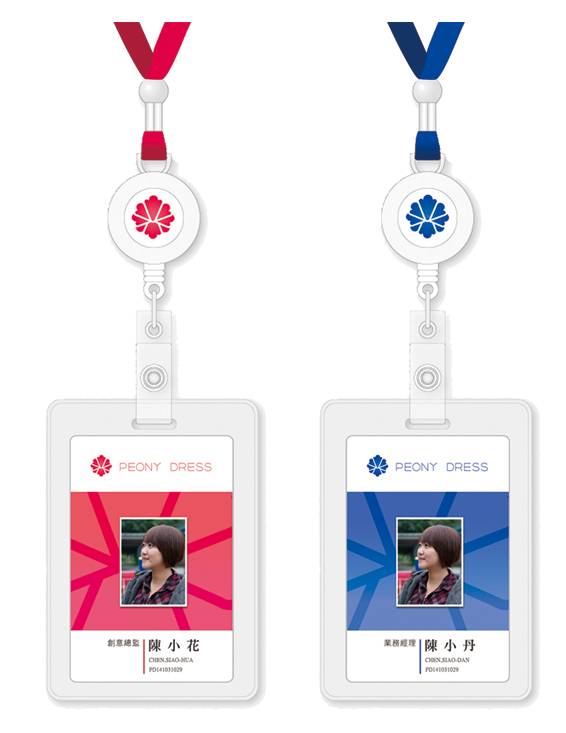 PEONY DRESS
創意總監
陳小花
CHEN,SIAO-HUA
PD141031029
PEONY DRESS
業務經理
陳小丹
CHEN,SIAO-DAN
PD141031029